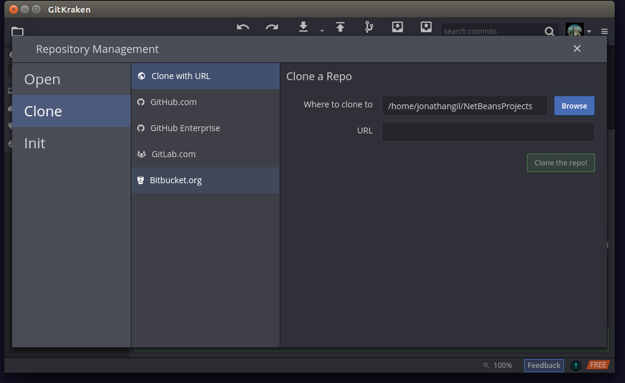 GitKraken
search commits
Repository Management
Open
Clone
Init
Clone with URL
GitHub.com
GitHub Enterprise
GitLab.com
Bitbucket.org
Clone a Repo
Where to clone to
/home/jonathangil/NetBeansProjects
Browse
URL
Clone the repo!
100%
Feedback
FREE